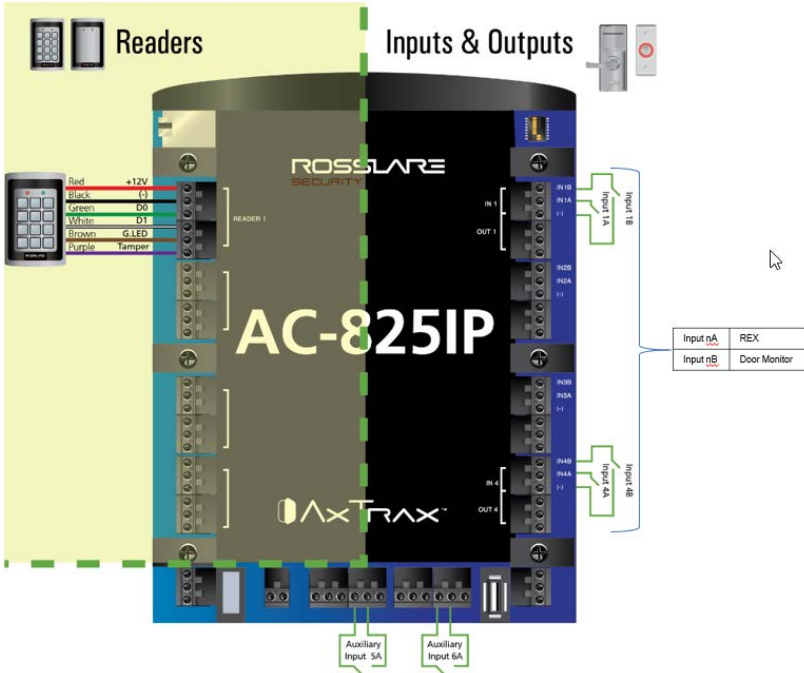 Readers
Inputs & Outputs
ROSSLARE
SECURITY
Red +12V
Black (-)
Green D0
White D1
Brown G.LED
Purple Tamper
READER 1
IN 1
OUT 1
IN1B
IN1A
(-)
Input 1A
Input 1B
IN2B
IN2A
(-)
AC-825IP
Input nA REX
Input nB Door Monitor
IN3B
IN3A
(-)
IN4B
IN4A
(-)
IN 4
OUT 4
Input 4A
Input 4B
AxTrax™
Auxiliary
Input 5A
Auxiliary
Input 6A